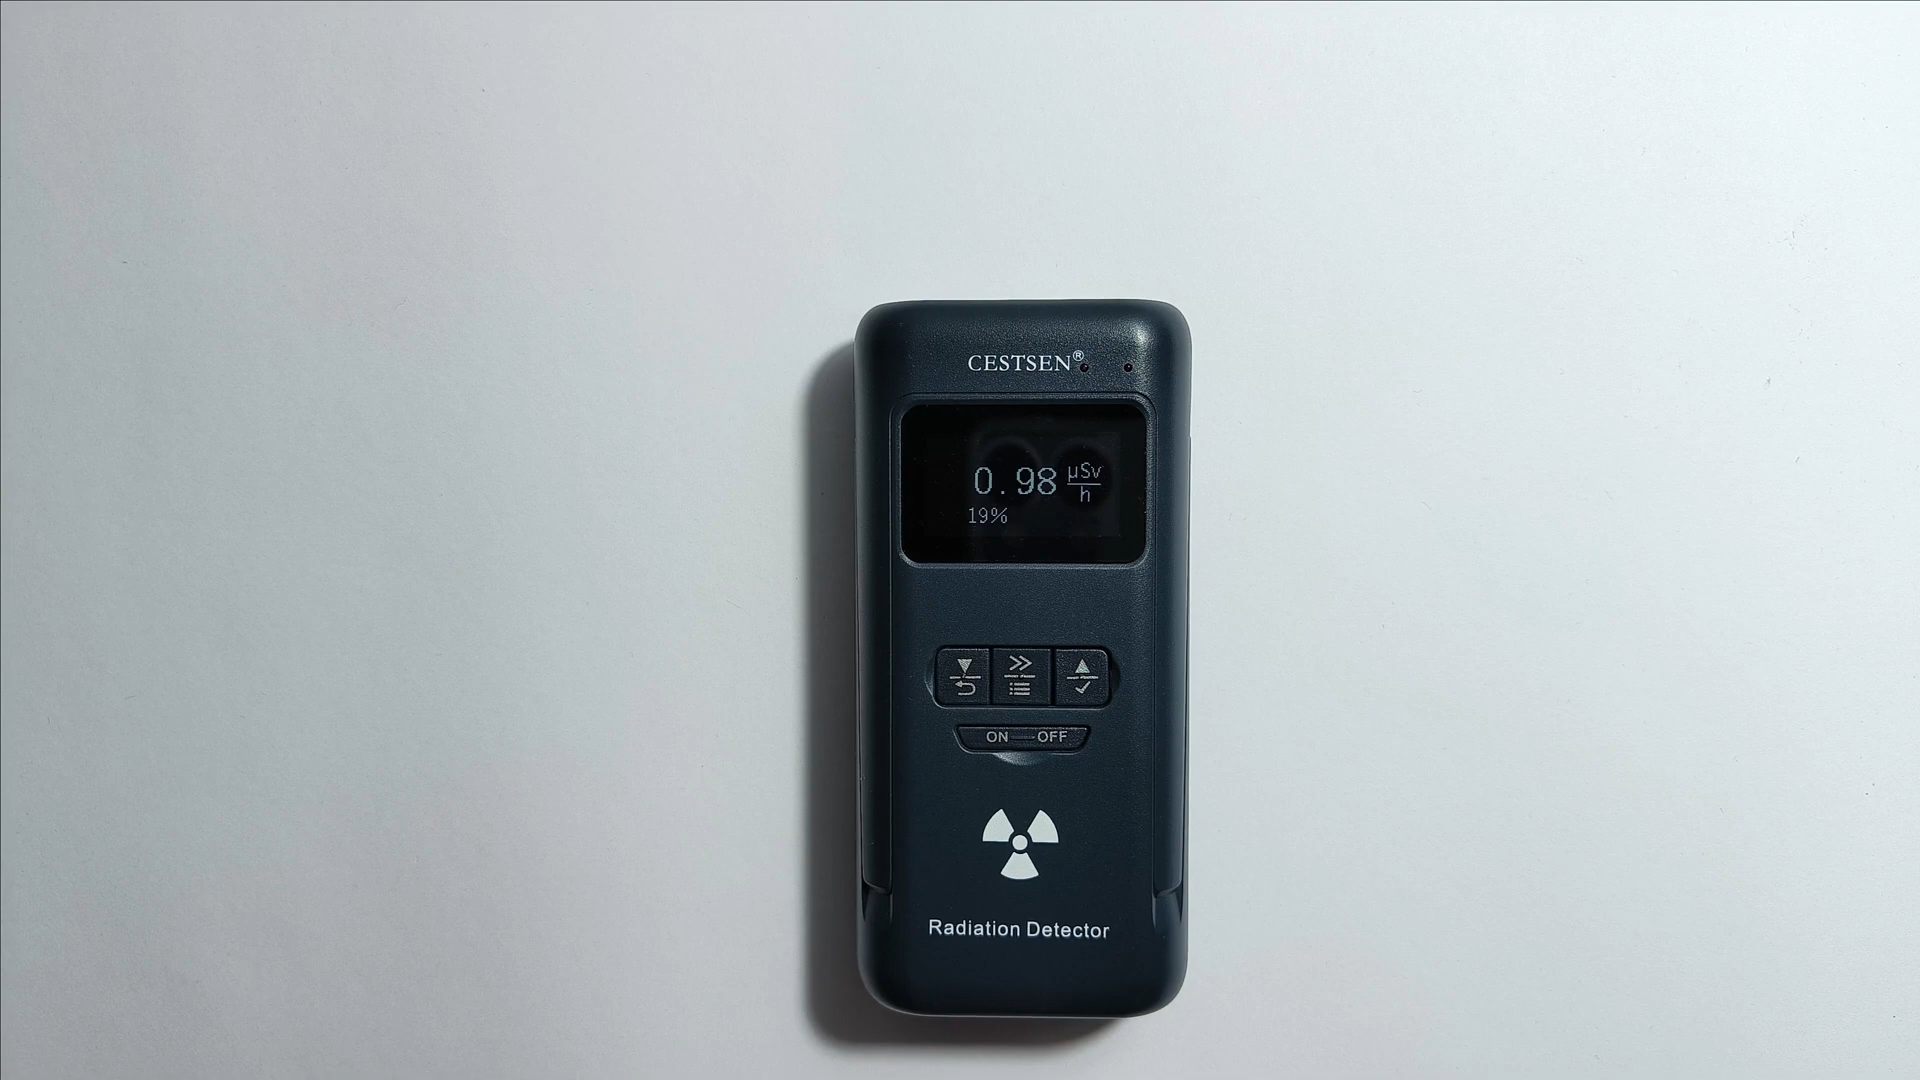 CESTSEN®
0.98 µSv/h
19%
ON OFF
Radiation Detector